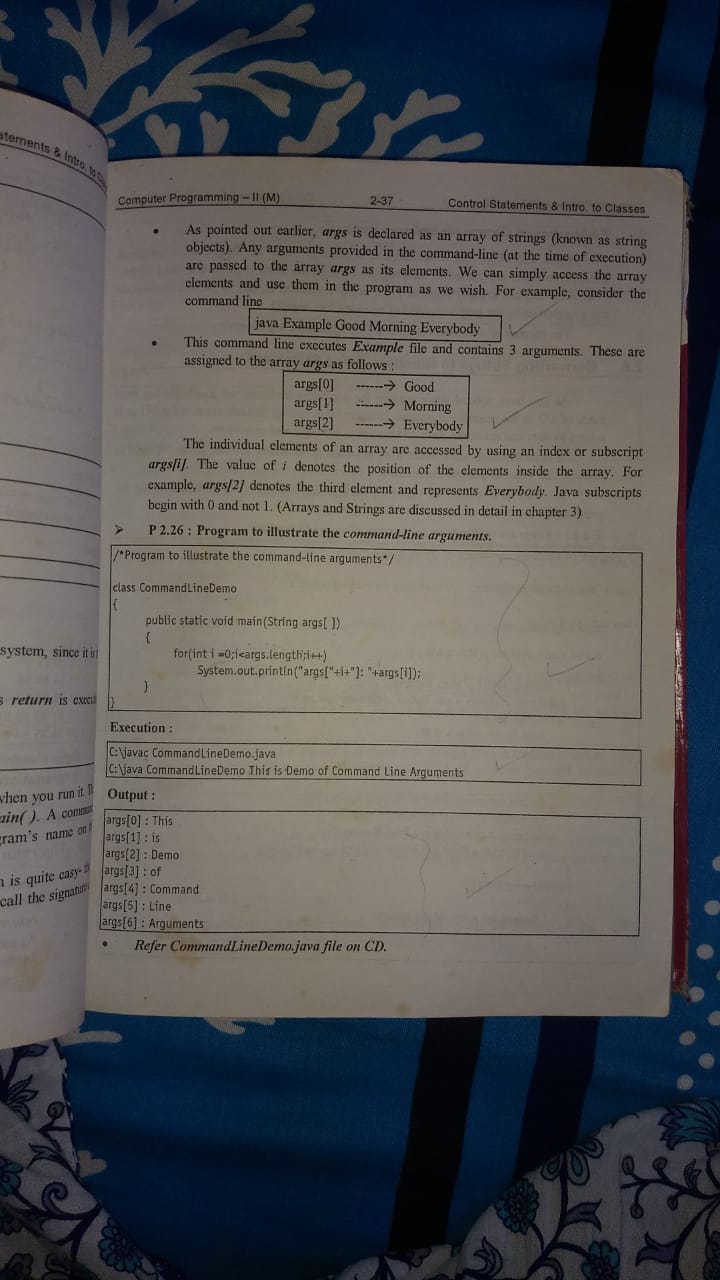 atements & Intro. to
system, since it is
s return is
when you run it.
ain( ). A
ram's name on
n is quite easy-
call the
Computer Programming – II (M) 2-37 Control Statements & Intro. to Classes
• As pointed out earlier, args is declared as an array of strings (known as string
objects). Any arguments provided in the command-line (at the time of execution)
are passed to the array args as its elements. We can simply access the array
elements and use them in the program as we wish. For example, consider the
command line
java Example Good Morning Everybody
• This command line executes Example file and contains 3 arguments. These are
assigned to the array args as follows :
args[0] ------→ Good
args[1] ------→ Morning
args[2] ------→ Everybody
The individual elements of an array are accessed by using an index or subscript
args[i]. The value of i denotes the position of the elements inside the array. For
example, args[2] denotes the third element and represents Everybody. Java subscripts
begin with 0 and not 1. (Arrays and Strings are discussed in detail in chapter 3)
➢ P 2.26 : Program to illustrate the command-line arguments.
/*Program to illustrate the command-line arguments*/
class CommandLineDemo
{
public static void main(String args[ ])
{
for(int i =0;i<args.length;i++)
System.out.println("args["+i+"]: "+args[i]);
}
}
Execution :
C:\javac CommandLineDemo.java
C:\java CommandLineDemo This is Demo of Command Line Arguments
Output :
args[0] : This
args[1] : is
args[2] : Demo
args[3] : of
args[4] : Command
args[5] : Line
args[6] : Arguments
• Refer CommandLineDemo.java file on CD.